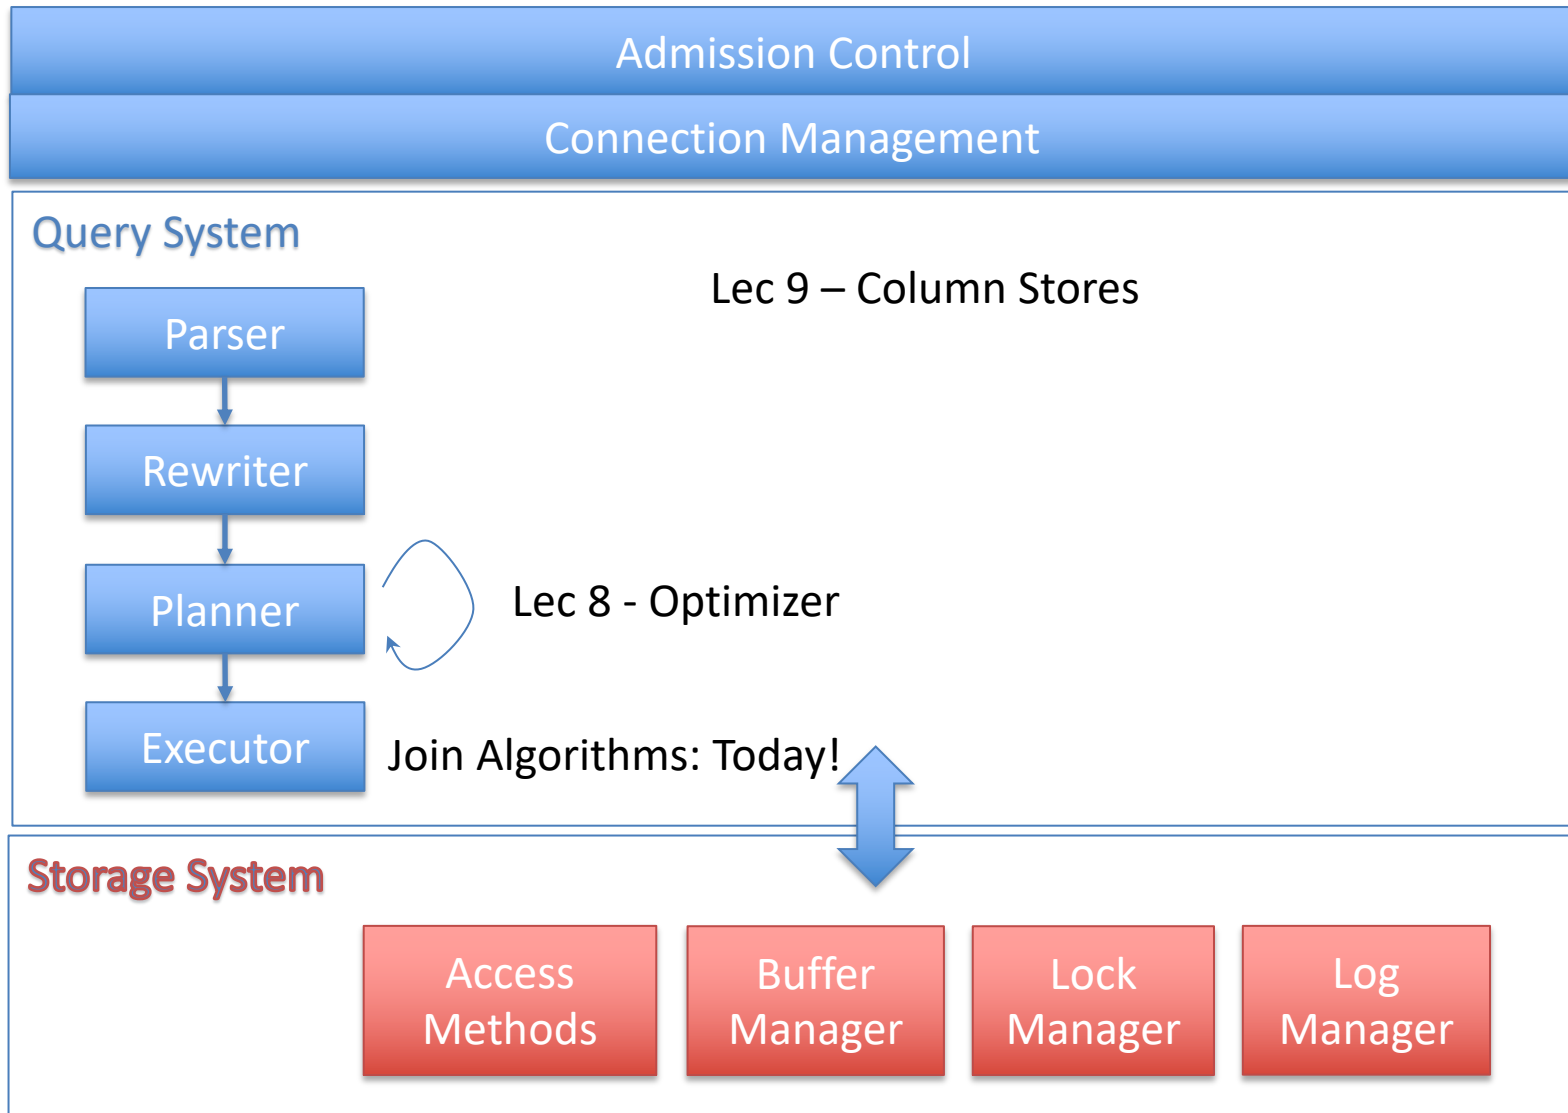 Admission Control
Connection Management
Query System
Lec 9 – Column Stores
Parser
Rewriter
Planner
Lec 8 - Optimizer
Executor
Join Algorithms: Today!
Storage System
Access
Methods
Buffer
Manager
Lock
Manager
Log
Manager